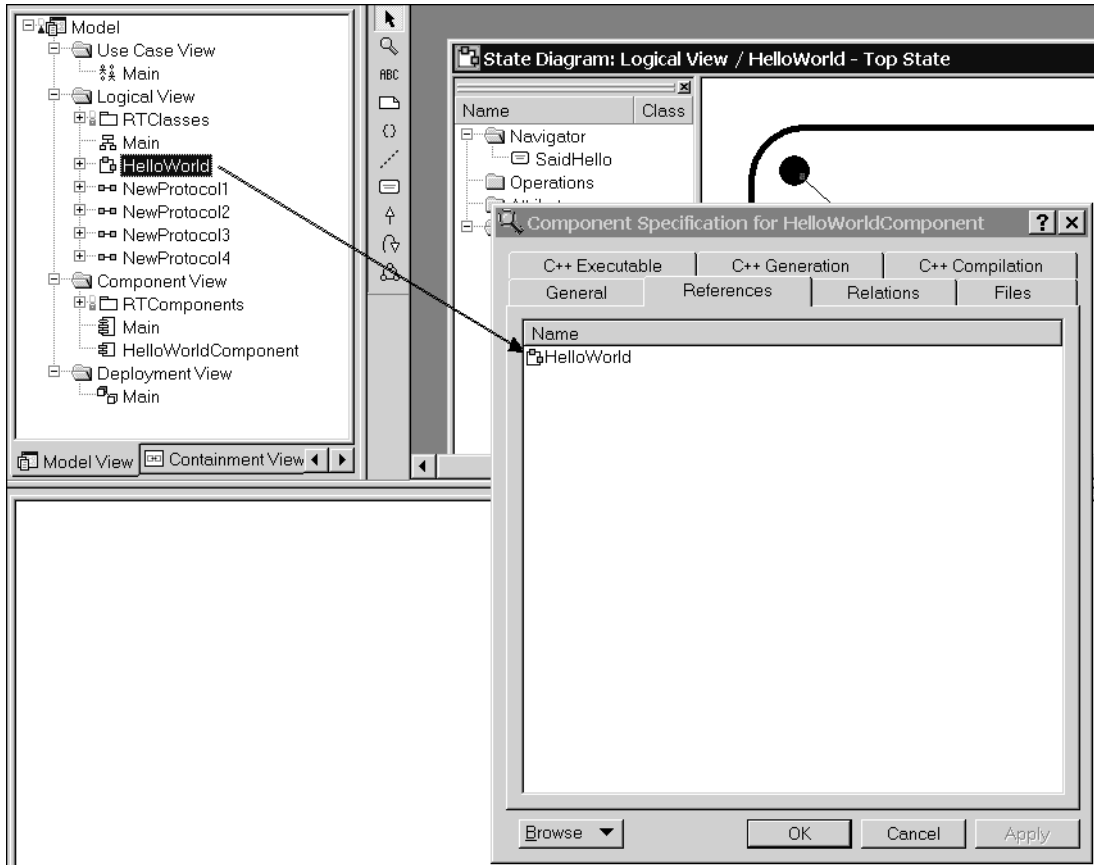 Model
Use Case View
Main
Logical View
RTClasses
Main
HelloWorld
NewProtocol1
NewProtocol2
NewProtocol3
NewProtocol4
Component View
RTComponents
Main
HelloWorldComponent
Deployment View
Main
Model View
Containment View
ABC
State Diagram: Logical View / HelloWorld - Top State
Name Class
Navigator
SaidHello
Operations
Component Specification for HelloWorldComponent
C++ Executable C++ Generation C++ Compilation
General References Relations Files
Name
HelloWorld
Browse OK Cancel Apply